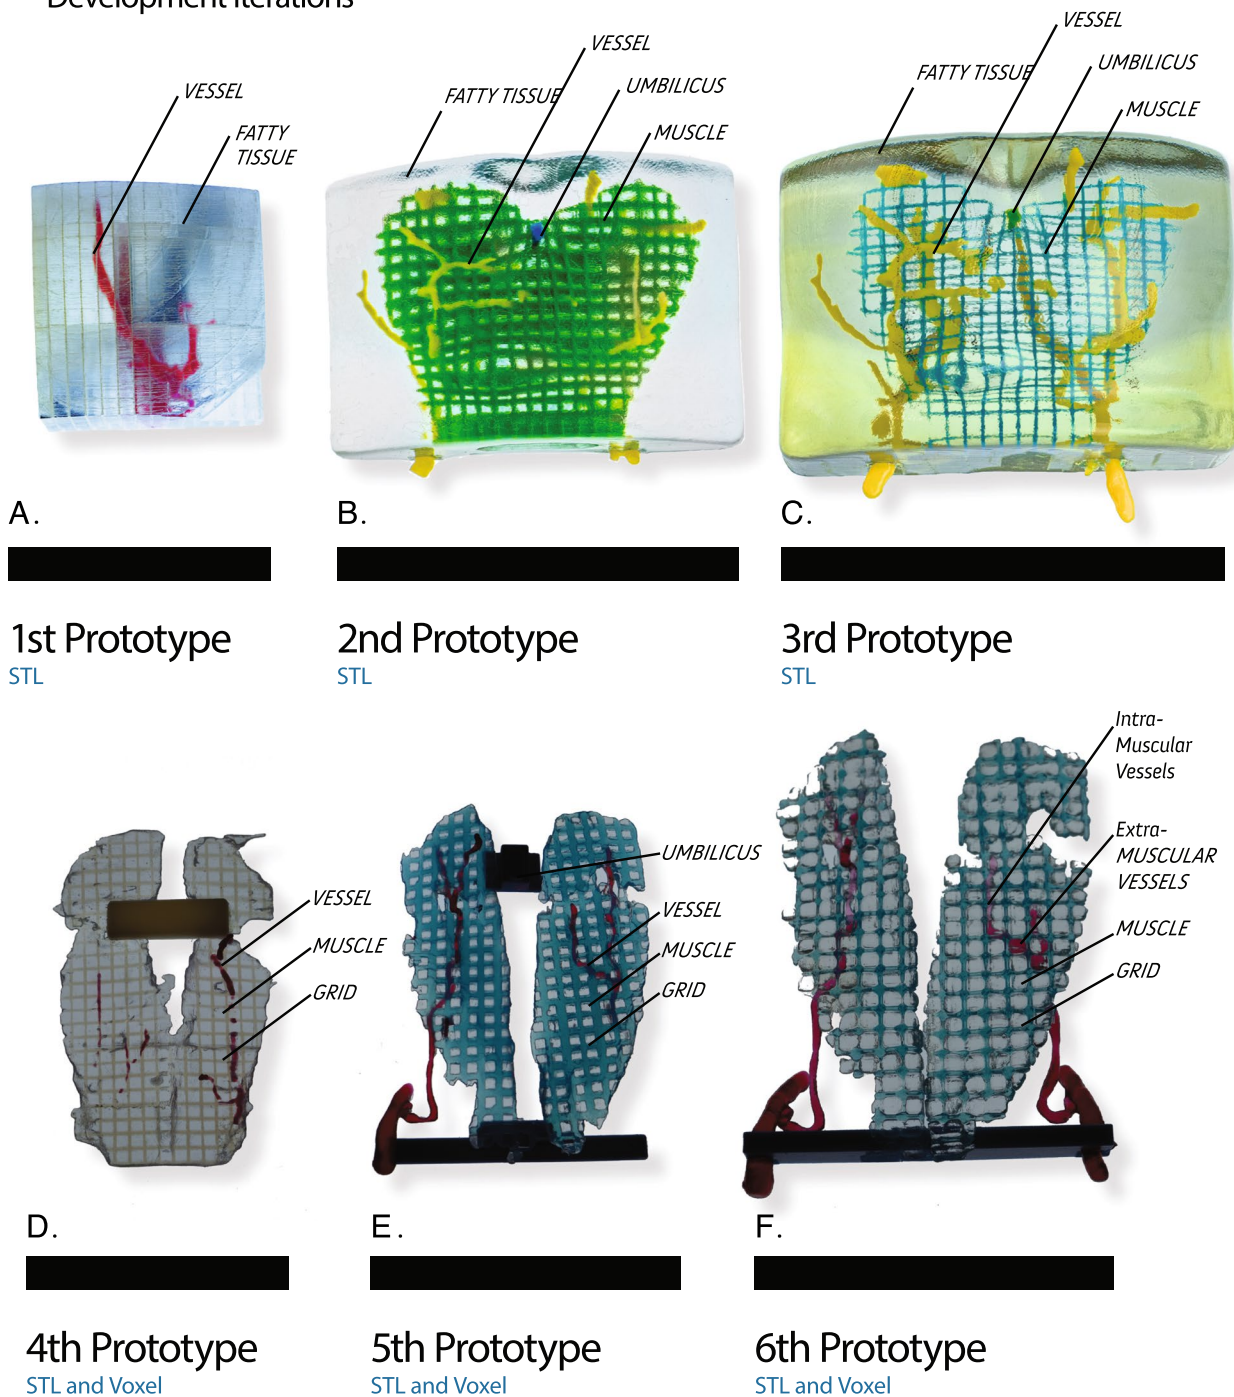 Development Iterations
VESSEL
FATTY
TISSUE
VESSEL
FATTY TISSUE
UMBILICUS
MUSCLE
VESSEL
FATTY TISSUE
UMBILICUS
MUSCLE
A.
B.
C.
1st Prototype
STL
2nd Prototype
STL
3rd Prototype
STL
VESSEL
MUSCLE
GRID
UMBILICUS
VESSEL
MUSCLE
GRID
Intra-
Muscular
Vessels
Extra-
MUSCULAR
VESSELS
MUSCLE
GRID
D.
E.
F.
4th Prototype
STL and Voxel
5th Prototype
STL and Voxel
6th Prototype
STL and Voxel